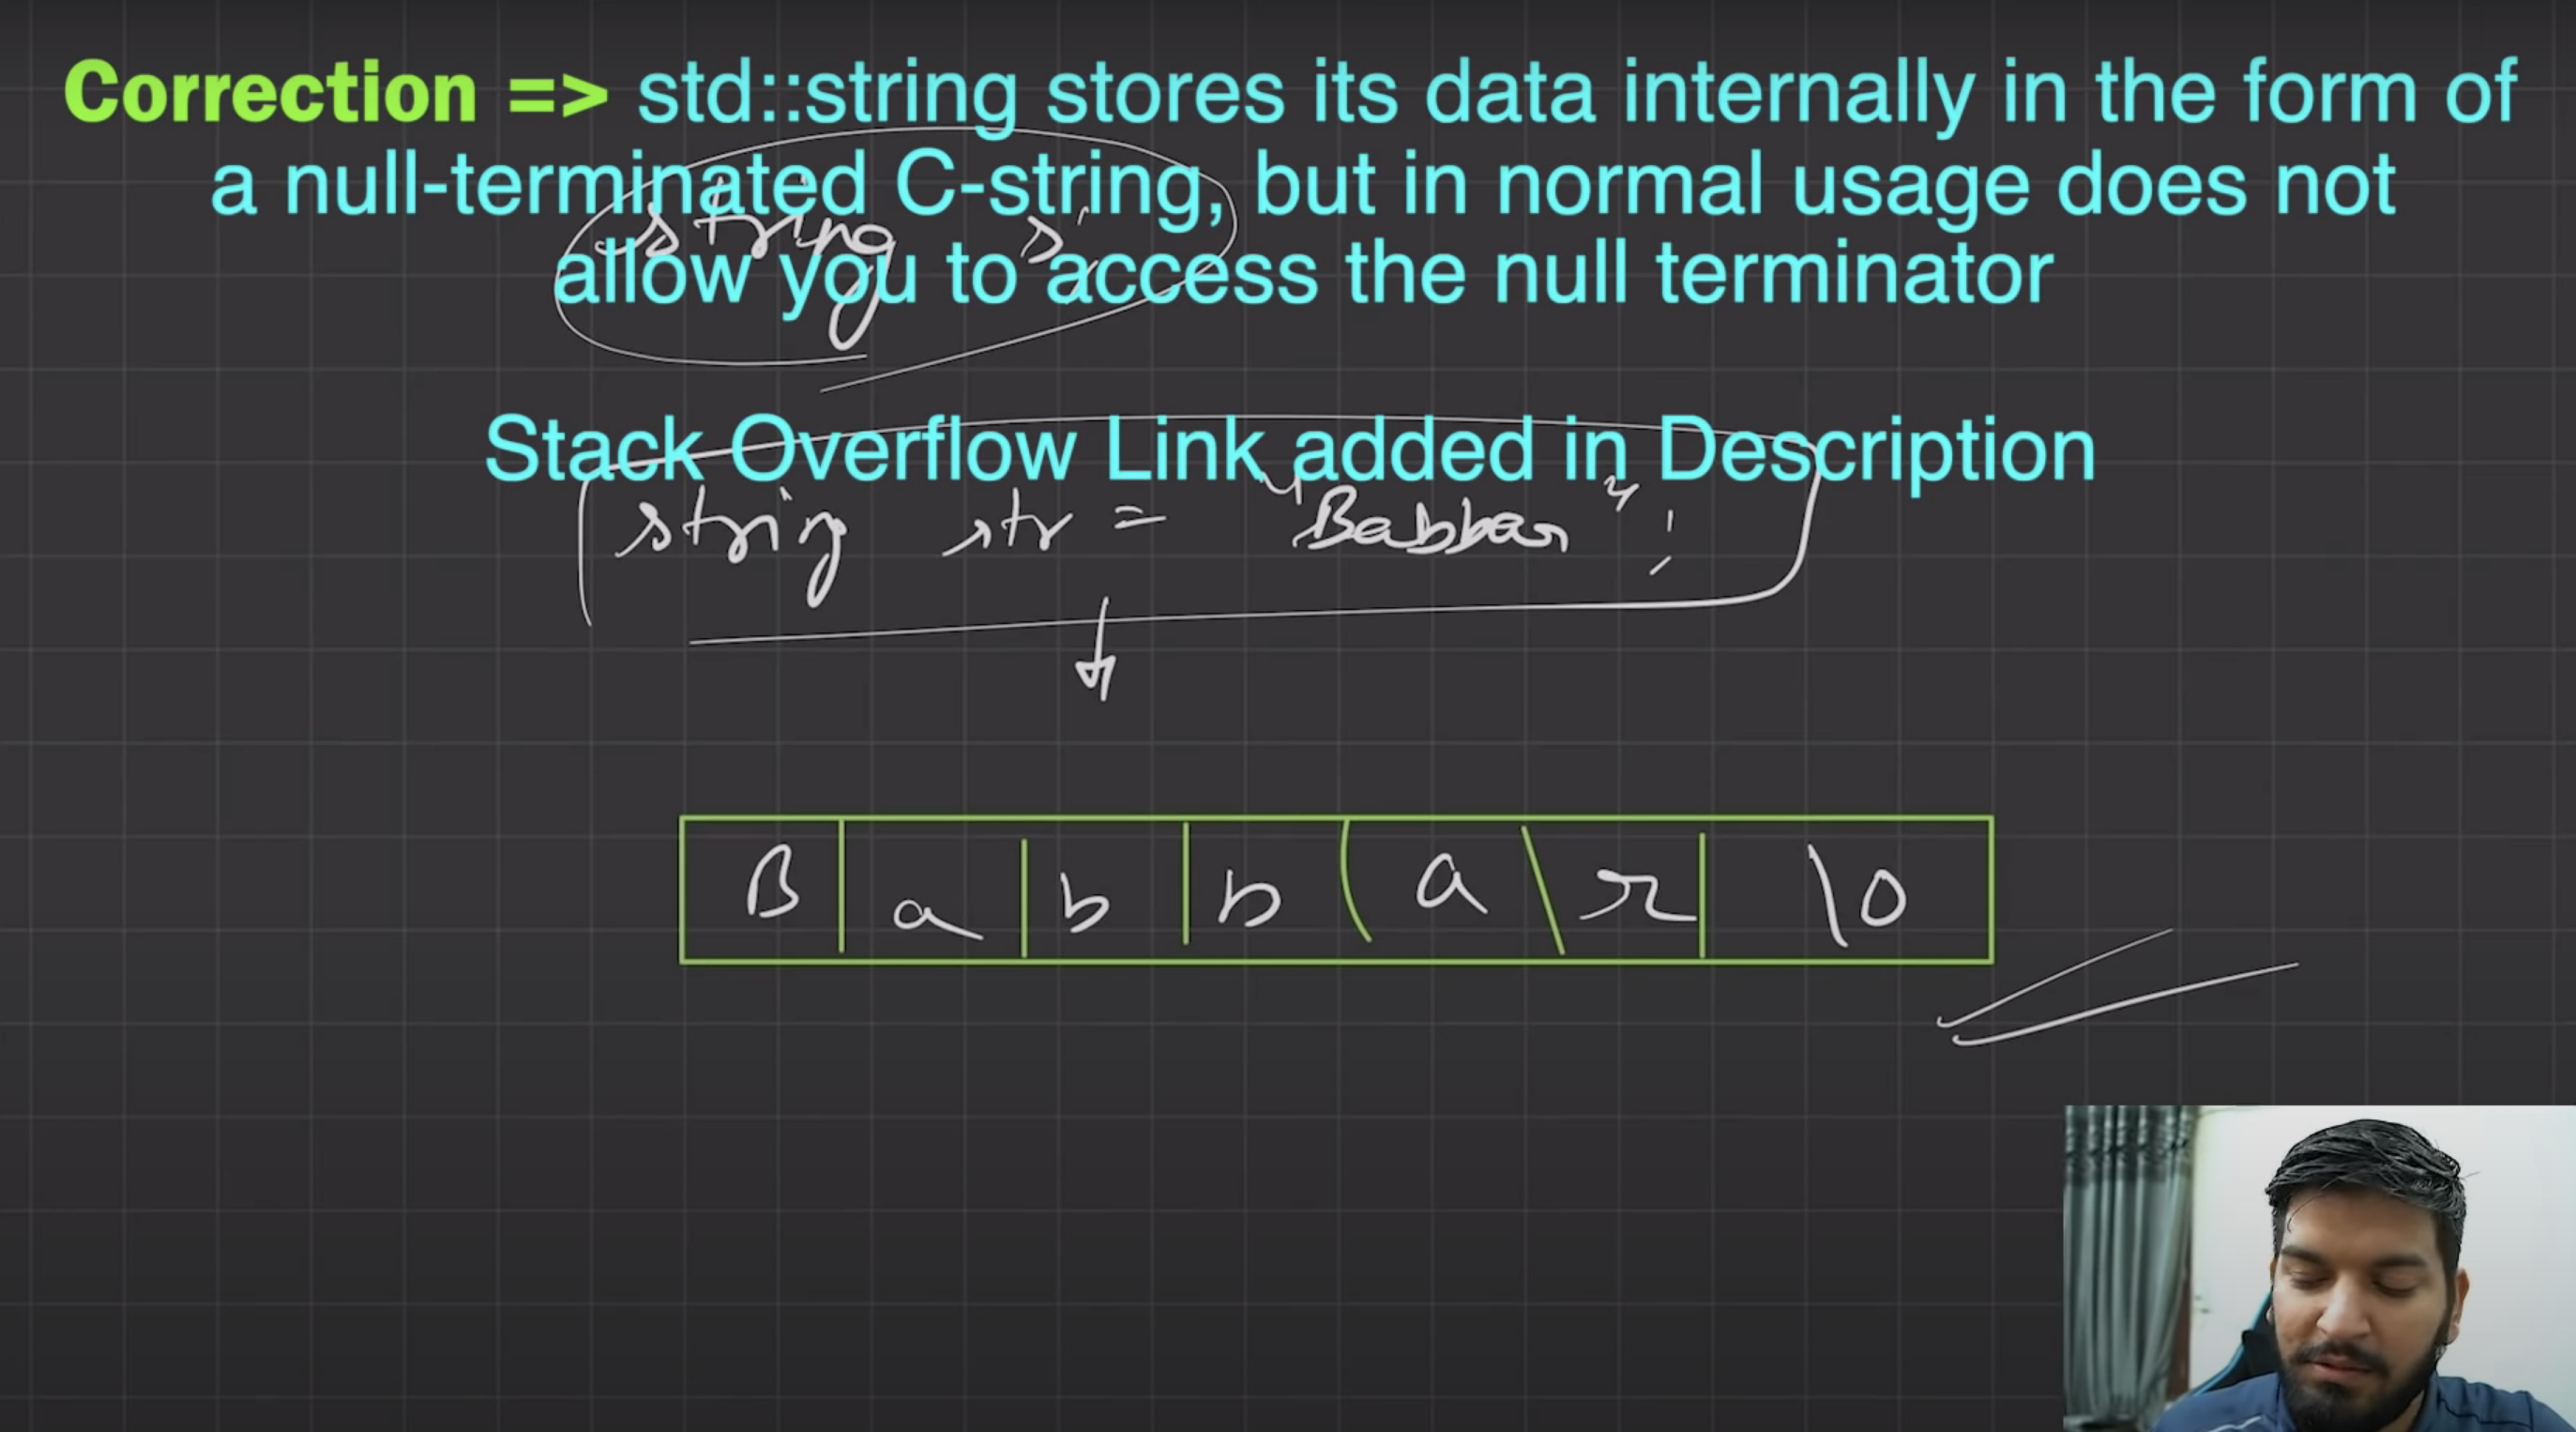 Correction => std::string stores its data internally in the form of
a null-terminated C-string, but in normal usage does not
allow you to access the null terminator
string s;
Stack Overflow Link added in Description
string str = "Babbar";
B a b b a r \0